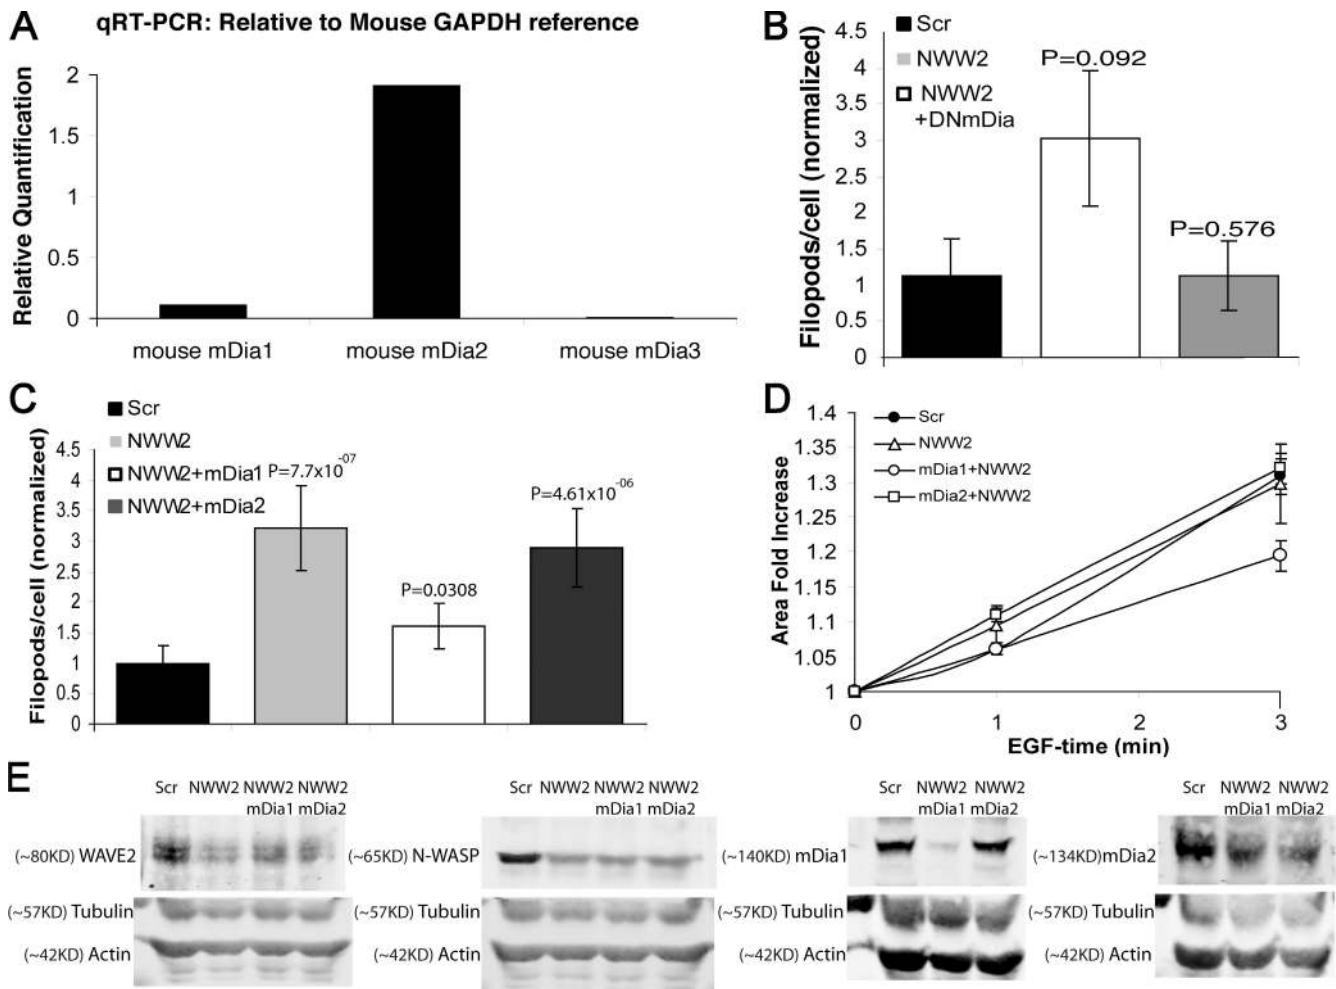 A
qRT-PCR: Relative to Mouse GAPDH reference
Relative Quantification
2
1.5
1
0.5
0
mouse mDia1 mouse mDia2 mouse mDia3
B
Scr
NWW2
NWW2
+DNmDia
Filopods/cell (normalized)
4.5
4
3.5
3
2.5
2
1.5
1
0.5
0
P=0.092
P=0.576
C
Scr
NWW2
NWW2+mDia1
NWW2+mDia2
Filopods/cell (normalized)
4.5
4
3.5
3
2.5
2
1.5
1
0.5
0
P=7.7x10-07
P=0.0308
P=4.61x10-06
D
Scr
NWW2
mDia1+NWW2
mDia2+NWW2
Area Fold Increase
1.4
1.35
1.3
1.25
1.2
1.15
1.1
1.05
1
0 1 2 3
EGF-time (min)
E
Scr NWW2 NWW2 NWW2
mDia1 mDia2
(~80KD) WAVE2
(~57KD) Tubulin
(~42KD) Actin
Scr NWW2 NWW2 NWW2
mDia1 mDia2
(~65KD) N-WASP
(~57KD) Tubulin
(~42KD) Actin
Scr NWW2 NWW2
mDia1 mDia2
(~140KD) mDia1
(~57KD) Tubulin
(~42KD) Actin
Scr NWW2 NWW2
mDia1 mDia2
(~134KD)mDia2
(~57KD) Tubulin
(~42KD) Actin